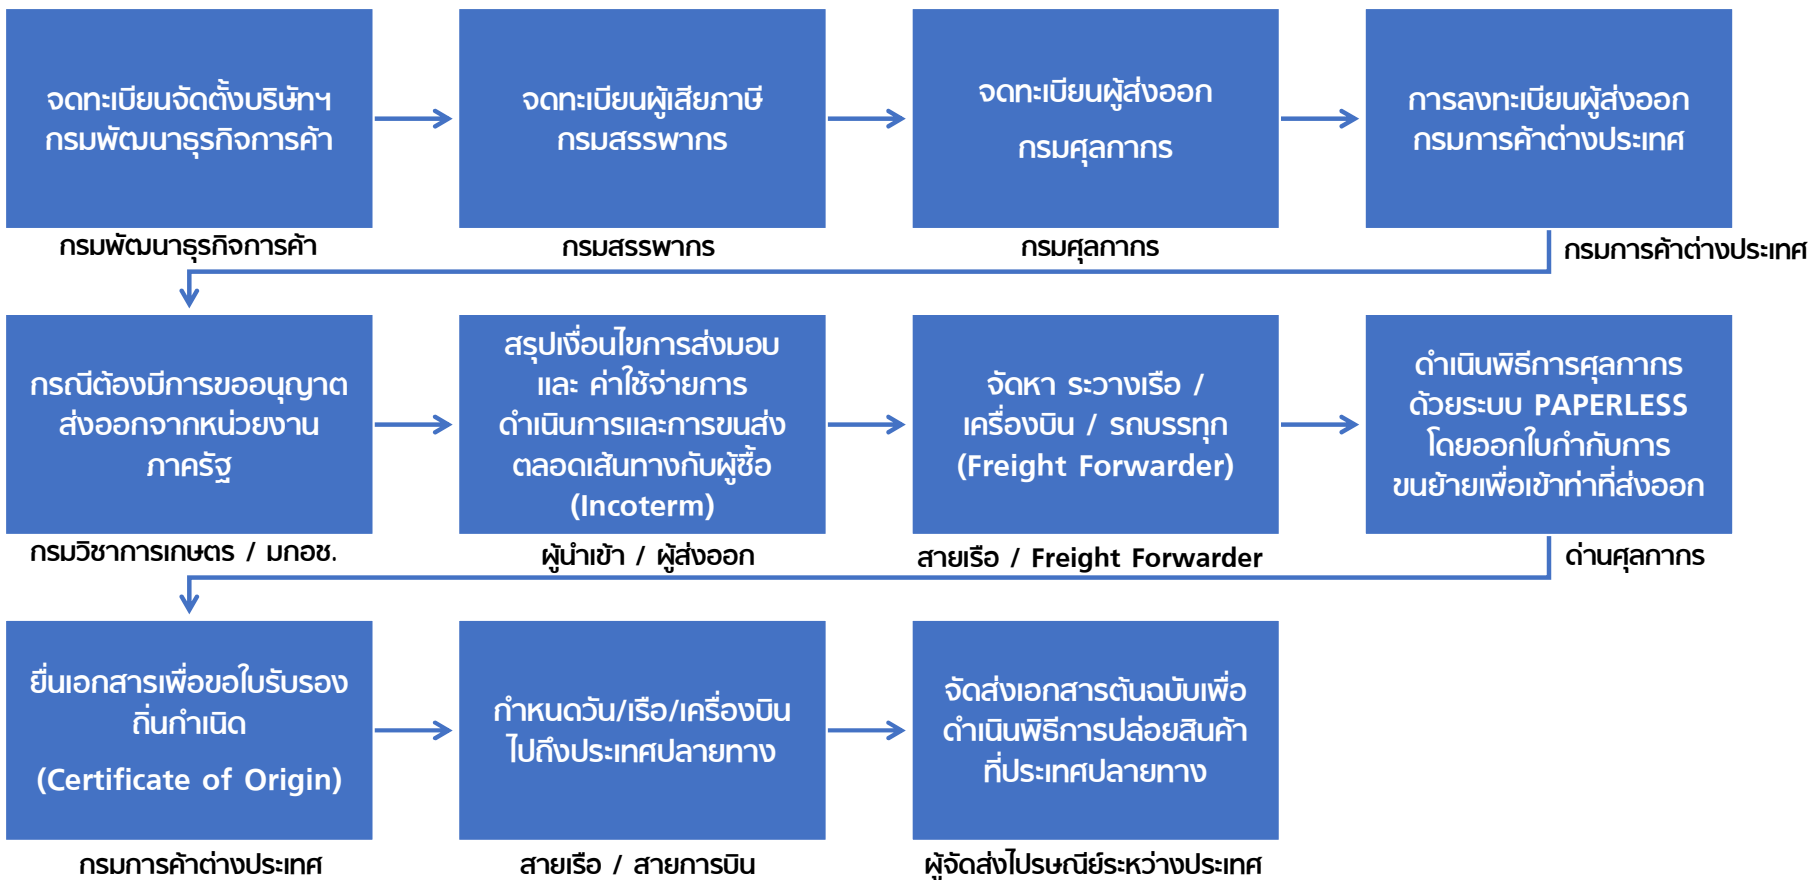 จดทะเบียนจัดตั้งบริษัทฯ
กรมพัฒนาธุรกิจการค้า
กรมพัฒนาธุรกิจการค้า
จดทะเบียนผู้เสียภาษี
กรมสรรพากร
กรมสรรพากร
จดทะเบียนผู้ส่งออก
กรมศุลกากร
กรมศุลกากร
การลงทะเบียนผู้ส่งออก
กรมการค้าต่างประเทศ
กรมการค้าต่างประเทศ
กรณีต้องมีการขออนุญาต
ส่งออกจากหน่วยงาน
ภาครัฐ
กรมวิชาการเกษตร / มกอช.
สรุปเงื่อนไขการส่งมอบ
และ ค่าใช้จ่ายการ
ดำเนินการและการขนส่ง
ตลอดเส้นทางกับผู้ซื้อ
(Incoterm)
ผู้นำเข้า / ผู้ส่งออก
จัดหา ระวางเรือ /
เครื่องบิน / รถบรรทุก
(Freight Forwarder)
สายเรือ / Freight Forwarder
ดำเนินพิธีการศุลกากร
ด้วยระบบ PAPERLESS
โดยออกใบกำกับการ
ขนย้ายเพื่อเข้าท่าที่ส่งออก
ด่านศุลกากร
ยื่นเอกสารเพื่อขอใบรับรอง
ถิ่นกำเนิด
(Certificate of Origin)
กรมการค้าต่างประเทศ
กำหนดวัน/เรือ/เครื่องบิน
ไปถึงประเทศปลายทาง
สายเรือ / สายการบิน
จัดส่งเอกสารต้นฉบับเพื่อ
ดำเนินพิธีการปล่อยสินค้า
ที่ประเทศปลายทาง
ผู้จัดส่งไปรษณีย์ระหว่างประเทศ